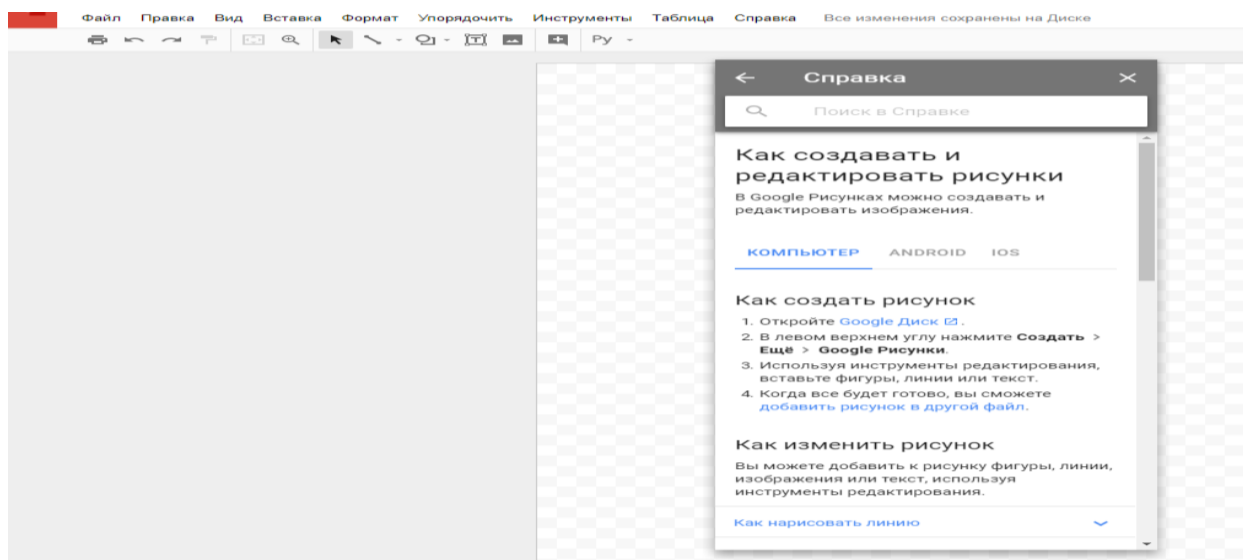 Файл Правка Вид Вставка Формат Упорядочить Инструменты Таблица Справка Все изменения сохранены на Диске
Ру
Справка
Поиск в Справке
Как создавать и
редактировать рисунки
В Google Рисунках можно создавать и
редактировать изображения.
КОМПЬЮТЕР ANDROID IOS
Как создать рисунок
1. Откройте Google Диск.
2. В левом верхнем углу нажмите Создать >
Ещё > Google Рисунки.
3. Используя инструменты редактирования,
вставьте фигуры, линии или текст.
4. Когда все будет готово, вы сможете
добавить рисунок в другой файл.
Как изменить рисунок
Вы можете добавить к рисунку фигуры, линии,
изображения или текст, используя
инструменты редактирования.
Как нарисовать линию